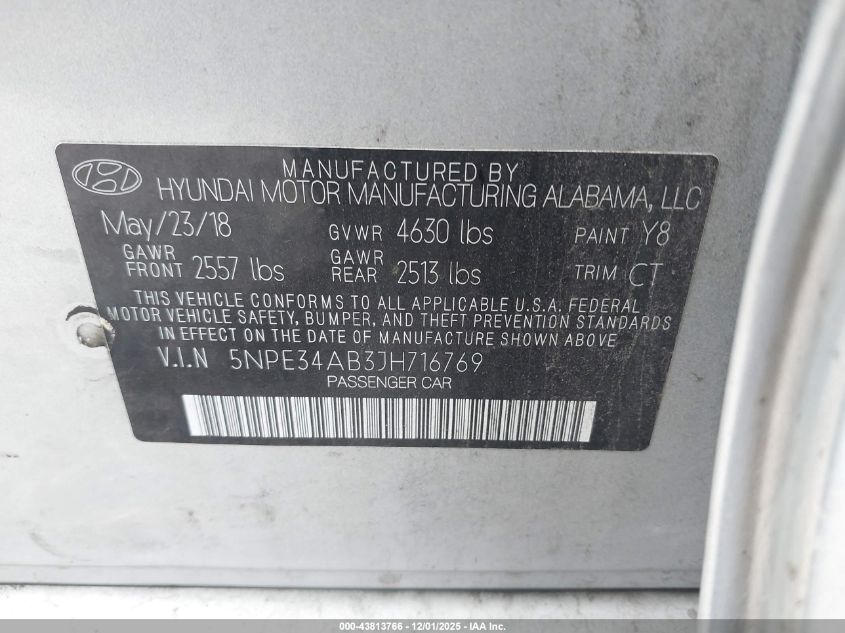 MANUFACTURED BY
HYUNDAI MOTOR MANUFACTURING ALABAMA, LLC
May/23/18 GVWR 4630 lbs PAINT Y8
GAWR FRONT 2557 lbs GAWR REAR 2513 lbs TRIM CT
THIS VEHICLE CONFORMS TO ALL APPLICABLE U.S.A. FEDERAL
MOTOR VEHICLE SAFETY, BUMPER, AND THEFT PREVENTION STANDARDS
IN EFFECT ON THE DATE OF MANUFACTURE SHOWN ABOVE
V.I.N 5NPE34AB3JH716769
PASSENGER CAR
000-43813766 - 12/01/2025 - IAA Inc.